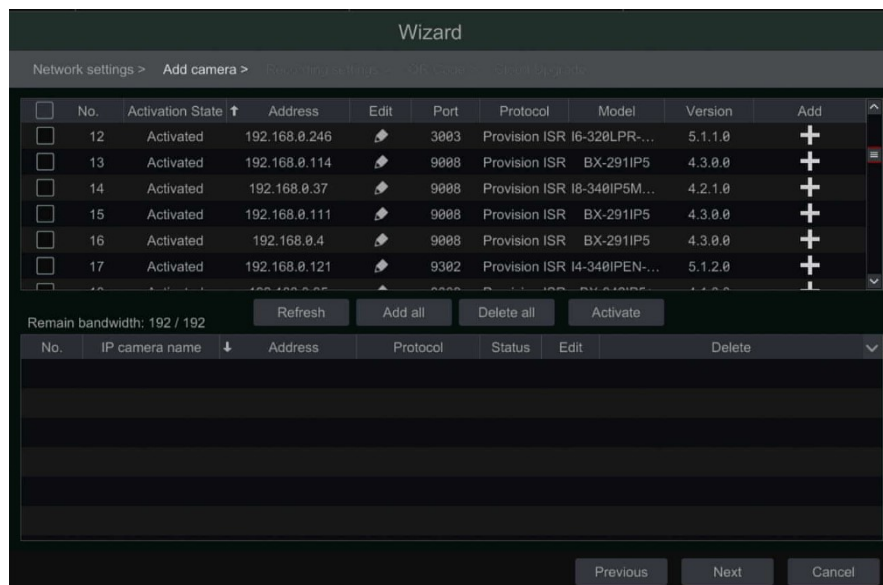 Wizard
Network settings > Add camera >
No. Activation State ↑ Address Edit Port Protocol Model Version Add
12 Activated 192.168.0.246 3003 Provision ISR I6-320LPR-... 5.1.1.0
13 Activated 192.168.0.114 9008 Provision ISR BX-291IP5 4.3.0.0
14 Activated 192.168.0.37 9008 Provision ISR I8-340IP5M... 4.2.1.0
15 Activated 192.168.0.111 9008 Provision ISR BX-291IP5 4.3.0.0
16 Activated 192.168.0.4 9008 Provision ISR BX-291IP5 4.3.0.0
17 Activated 192.168.0.121 9302 Provision ISR I4-340IPEN-... 5.1.2.0
Refresh Add all Delete all Activate
Remain bandwidth: 192 / 192
No. IP camera name ↓ Address Protocol Status Edit Delete
Previous Next Cancel